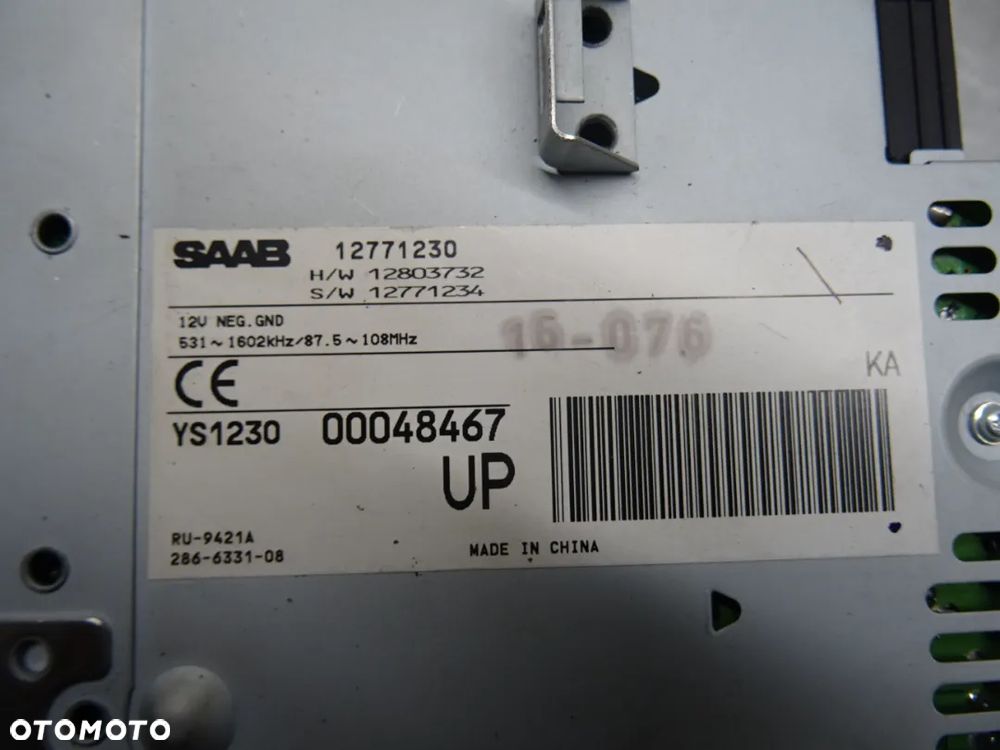 SAAB 12771230
H/W 12803732
S/W 12771234
12V NEG.GND
531~1602kHz/87.5~108MHz
16-076
KA
CE
YS1230 00048467
UP
RU-9421A
286-6331-08
MADE IN CHINA
OTOMOTO